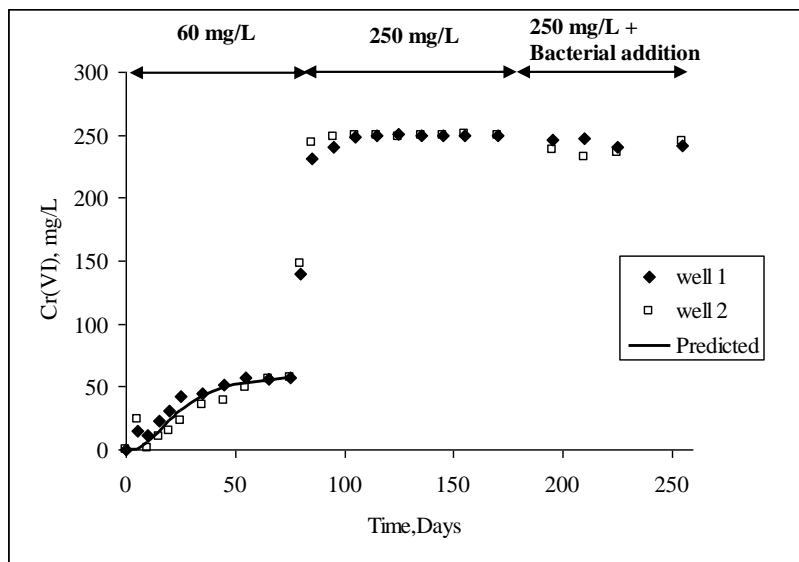 60 mg/L
250 mg/L
250 mg/L +
Bacterial addition
300
250
200
150
100
50
0
Cr(VI), mg/L
0 50 100 150 200 250
Time,Days
well 1
well 2
Predicted